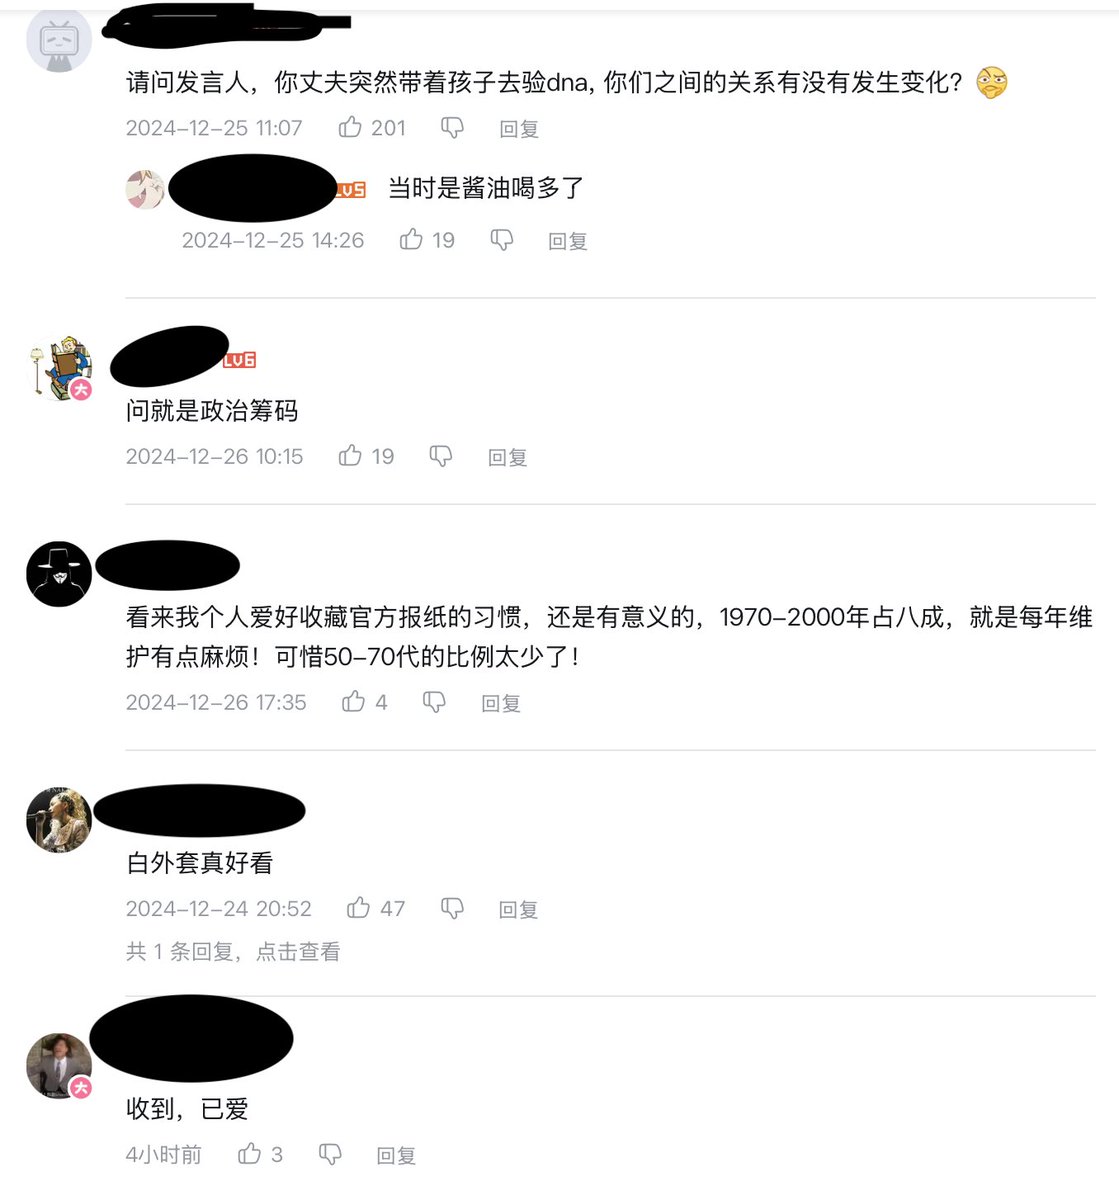 请问发言人，你丈夫突然带着孩子去验dna, 你们之间的关系有没有发生变化？
2024-12-25 11:07 201 回复
LV5 当时是酱油喝多了
2024-12-25 14:26 19 回复
LV6
大
问就是政治筹码
2024-12-26 10:15 19 回复
看来我个人爱好收藏官方报纸的习惯，还是有意义的，1970-2000年占八成，就是每年维
护有点麻烦！可惜50-70代的比例太少了！
2024-12-26 17:35 4 回复
白外套真好看
2024-12-24 20:52 47 回复
共 1 条回复，点击查看
大
收到，已爱
4小时前 3 回复